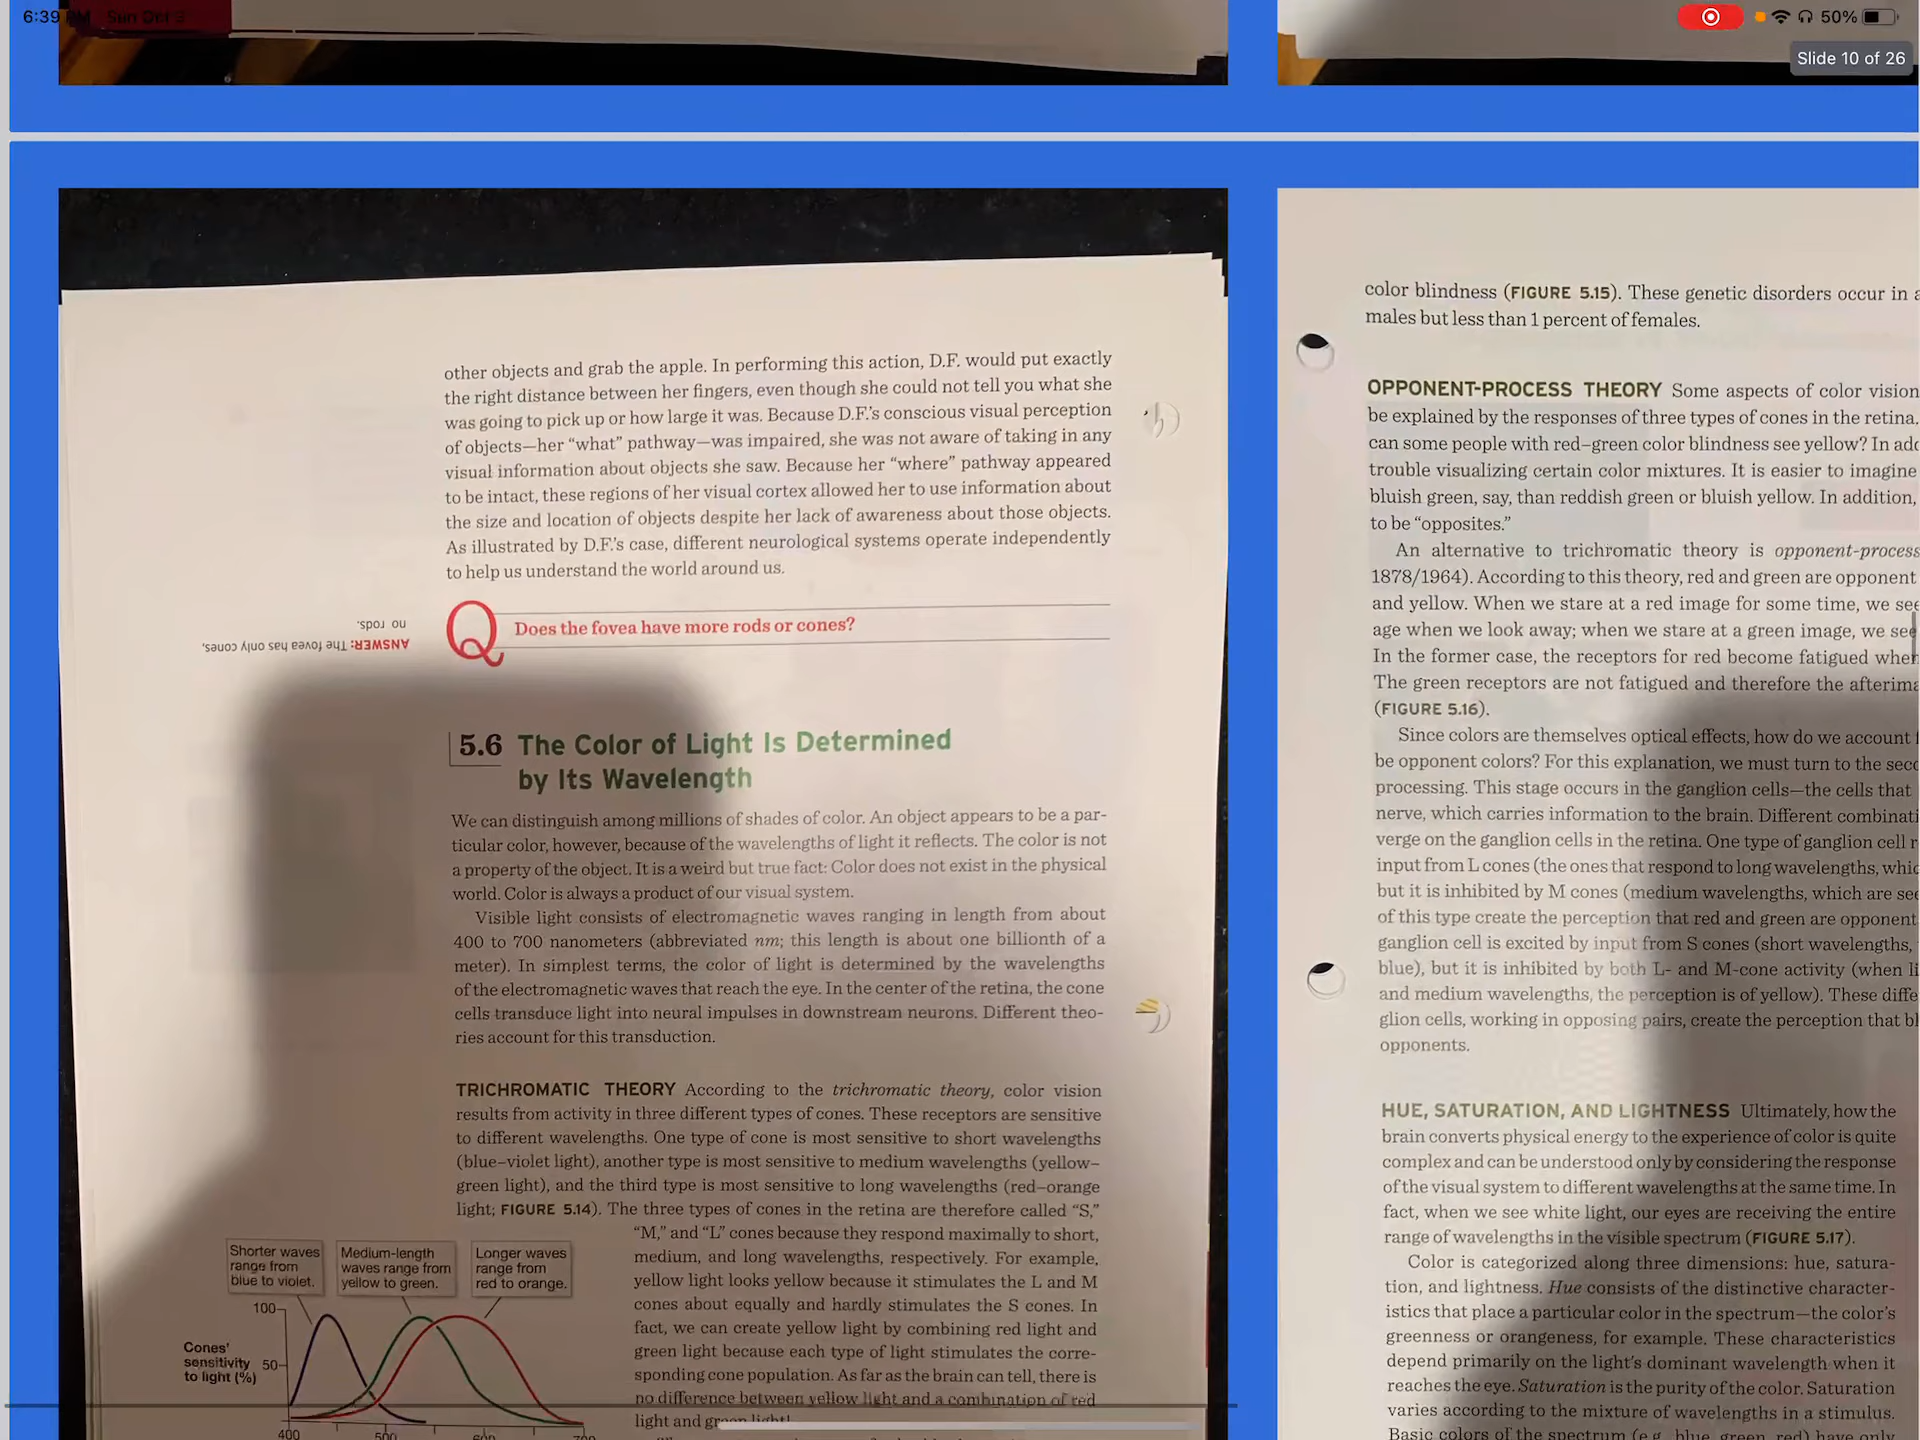 6:39 PM Sun Oct 3
50%
Slide 10 of 26
other objects and grab the apple. In performing this action, D.F. would put exactly
the right distance between her fingers, even though she could not tell you what she
was going to pick up or how large it was. Because D.F.'s conscious visual perception
of objects—her “what” pathway—was impaired, she was not aware of taking in any
visual information about objects she saw. Because her “where” pathway appeared
to be intact, these regions of her visual cortex allowed her to use information about
the size and location of objects despite her lack of awareness about those objects.
As illustrated by D.F.'s case, different neurological systems operate independently
to help us understand the world around us.
Q Does the fovea have more rods or cones?
ANSWER: The fovea has only cones,
no rods.
5.6 The Color of Light Is Determined
by Its Wavelength
We can distinguish among millions of shades of color. An object appears to be a par-
ticular color, however, because of the wavelengths of light it reflects. The color is not
a property of the object. It is a weird but true fact: Color does not exist in the physical
world. Color is always a product of our visual system.
Visible light consists of electromagnetic waves ranging in length from about
400 to 700 nanometers (abbreviated nm; this length is about one billionth of a
meter). In simplest terms, the color of light is determined by the wavelengths
of the electromagnetic waves that reach the eye. In the center of the retina, the cone
cells transduce light into neural impulses in downstream neurons. Different theo-
ries account for this transduction.
TRICHROMATIC THEORY According to the trichromatic theory, color vision
results from activity in three different types of cones. These receptors are sensitive
to different wavelengths. One type of cone is most sensitive to short wavelengths
(blue–violet light), another type is most sensitive to medium wavelengths (yellow–
green light), and the third type is most sensitive to long wavelengths (red–orange
light; FIGURE 5.14). The three types of cones in the retina are therefore called “S,”
“M,” and “L” cones because they respond maximally to short,
medium, and long wavelengths, respectively. For example,
yellow light looks yellow because it stimulates the L and M
cones about equally and hardly stimulates the S cones. In
fact, we can create yellow light by combining red light and
green light because each type of light stimulates the corre-
sponding cone population. As far as the brain can tell, there is
no difference between yellow light and a combination of red
light and green light!
Shorter waves
range from
blue to violet.
Medium-length
waves range from
yellow to green.
Longer waves
range from
red to orange.
100
Cones'
sensitivity
to light (%)
50
400 500 600 700
color blindness (FIGURE 5.15). These genetic disorders occur in
males but less than 1 percent of females.
OPPONENT-PROCESS THEORY Some aspects of color vision
be explained by the responses of three types of cones in the retina.
can some people with red–green color blindness see yellow? In
trouble visualizing certain color mixtures. It is easier to imagine
bluish green, say, than reddish green or bluish yellow. In addition,
to be “opposites.”
An alternative to trichromatic theory is opponent-process
1878/1964). According to this theory, red and green are opponent
and yellow. When we stare at a red image for some time, we see
age when we look away; when we stare at a green image, we see
In the former case, the receptors for red become fatigued when
The green receptors are not fatigued and therefore the
(FIGURE 5.16).
Since colors are themselves optical effects, how do we account
be opponent colors? For this explanation, we must turn to the
processing. This stage occurs in the ganglion cells—the cells that
nerve, which carries information to the brain. Different
verge on the ganglion cells in the retina. One type of ganglion cell
input from L cones (the ones that respond to long wavelengths,
but it is inhibited by M cones (medium wavelengths, which are
of this type create the perception that red and green are opponent
ganglion cell is excited by input from S cones (short wavelengths,
blue), but it is inhibited by both L- and M-cone activity (when
and medium wavelengths, the perception is of yellow). These
glion cells, working in opposing pairs, create the perception that
opponents.
HUE, SATURATION, AND LIGHTNESS Ultimately, how the
brain converts physical energy to the experience of color is quite
complex and can be understood only by considering the response
of the visual system to different wavelengths at the same time. In
fact, when we see white light, our eyes are receiving the entire
range of wavelengths in the visible spectrum (FIGURE 5.17).
Color is categorized along three dimensions: hue, satura-
tion, and lightness. Hue consists of the distinctive character-
istics that place a particular color in the spectrum—the color's
greenness or orangeness, for example. These characteristics
depend primarily on the light's dominant wavelength when it
reaches the eye. Saturation is the purity of the color. Saturation
varies according to the mixture of wavelengths in a stimulus.
Basic colors of the spectrum (e.g., blue, green, red) have only